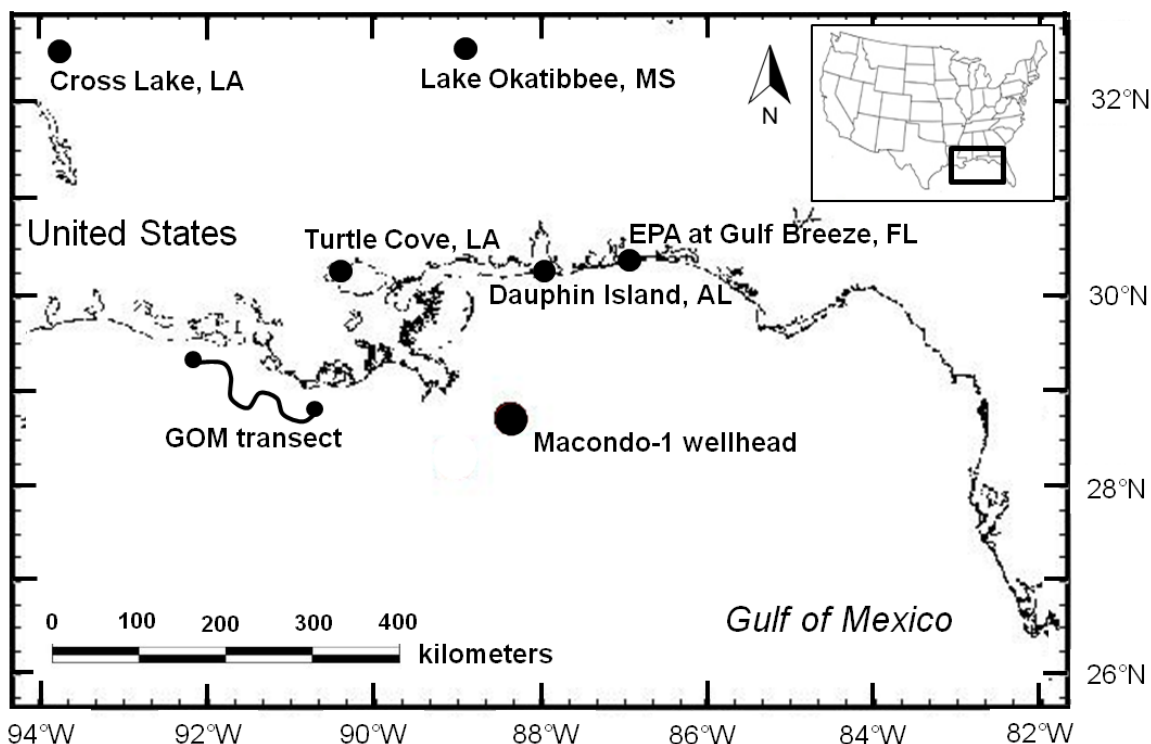 Cross Lake, LA
Lake Okatibbee, MS
N
32°N
United States
Turtle Cove, LA
EPA at Gulf Breeze, FL
Dauphin Island, AL
30°N
GOM transect
Macondo-1 wellhead
28°N
0 100 200 300 400
kilometers
Gulf of Mexico
26°N
94°W 92°W 90°W 88°W 86°W 84°W 82°W